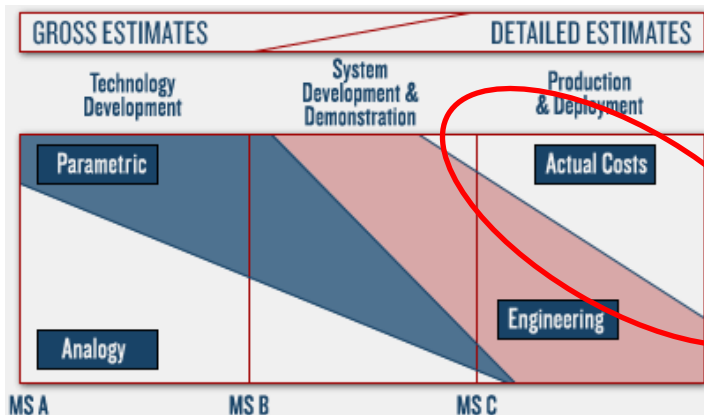 GROSS ESTIMATES
DETAILED ESTIMATES
Technology
Development
System
Development &
Demonstration
Production
& Deployment
Parametric
Actual Costs
Engineering
Analogy
MS A
MS B
MS C